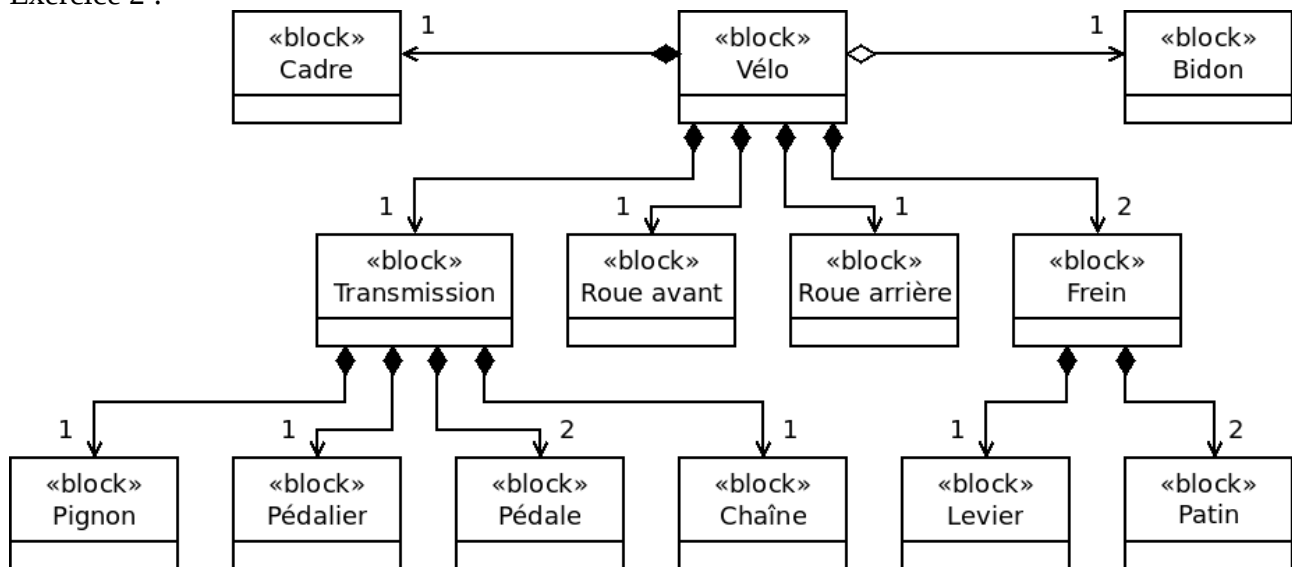 Exercice 2 :
«block»
Cadre
1
«block»
Vélo
1
«block»
Bidon
1
«block»
Transmission
1
«block»
Roue avant
1
«block»
Roue arrière
2
«block»
Frein
1
«block»
Pignon
1
«block»
Pédalier
2
«block»
Pédale
1
«block»
Chaîne
1
«block»
Levier
2
«block»
Patin